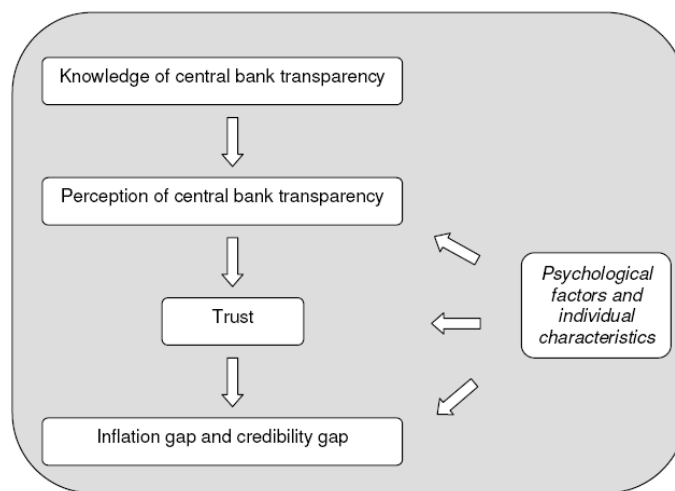 Knowledge of central bank transparency
Perception of central bank transparency
Trust
Inflation gap and credibility gap
Psychological
factors and
individual
characteristics